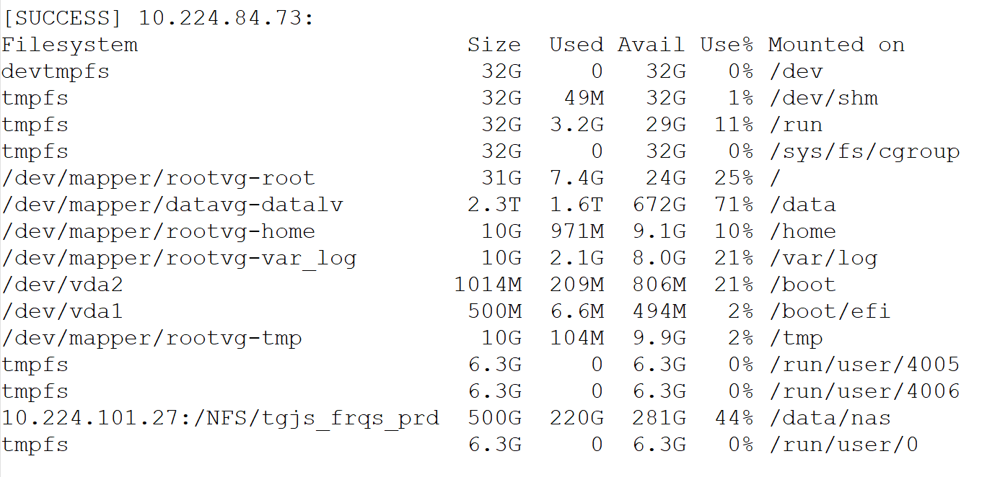 [SUCCESS] 10.224.84.73:
Filesystem                         Size  Used Avail Use% Mounted on
devtmpfs                            32G     0   32G   0% /dev
tmpfs                               32G   49M   32G   1% /dev/shm
tmpfs                               32G  3.2G   29G  11% /run
tmpfs                               32G     0   32G   0% /sys/fs/cgroup
/dev/mapper/rootvg-root             31G  7.4G   24G  25% /
/dev/mapper/datavg-datalv          2.3T  1.6T  672G  71% /data
/dev/mapper/rootvg-home             10G  971M  9.1G  10% /home
/dev/mapper/rootvg-var_log          10G  2.1G  8.0G  21% /var/log
/dev/vda2                         1014M  209M  806M  21% /boot
/dev/vda1                          500M  6.6M  494M   2% /boot/efi
/dev/mapper/rootvg-tmp              10G  104M  9.9G   2% /tmp
tmpfs                              6.3G     0  6.3G   0% /run/user/4005
tmpfs                              6.3G     0  6.3G   0% /run/user/4006
10.224.101.27:/NFS/tgjs_frqs_prd   500G  220G  281G  44% /data/nas
tmpfs                              6.3G     0  6.3G   0% /run/user/0